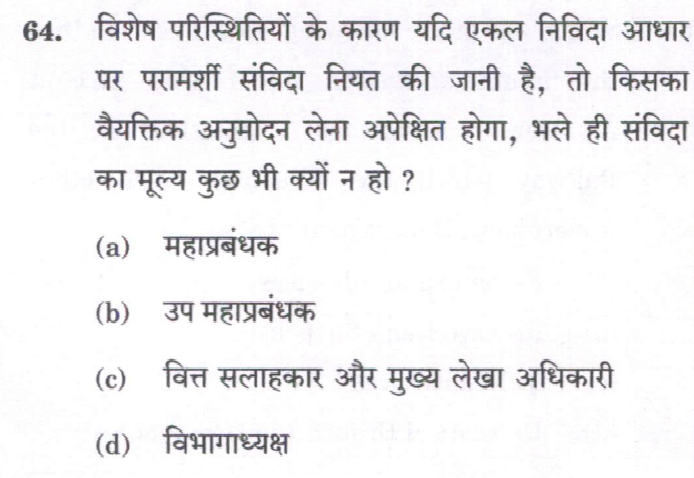 64. विशेष परिस्थितियों के कारण यदि एकल निविदा आधार
पर परामर्शी संविदा नियत की जानी है, तो किसका
वैयक्तिक अनुमोदन लेना अपेक्षित होगा, भले ही संविदा
का मूल्य कुछ भी क्यों न हो ?
(a) महाप्रबंधक
(b) उप महाप्रबंधक
(c) वित्त सलाहकार और मुख्य लेखा अधिकारी
(d) विभागाध्यक्ष